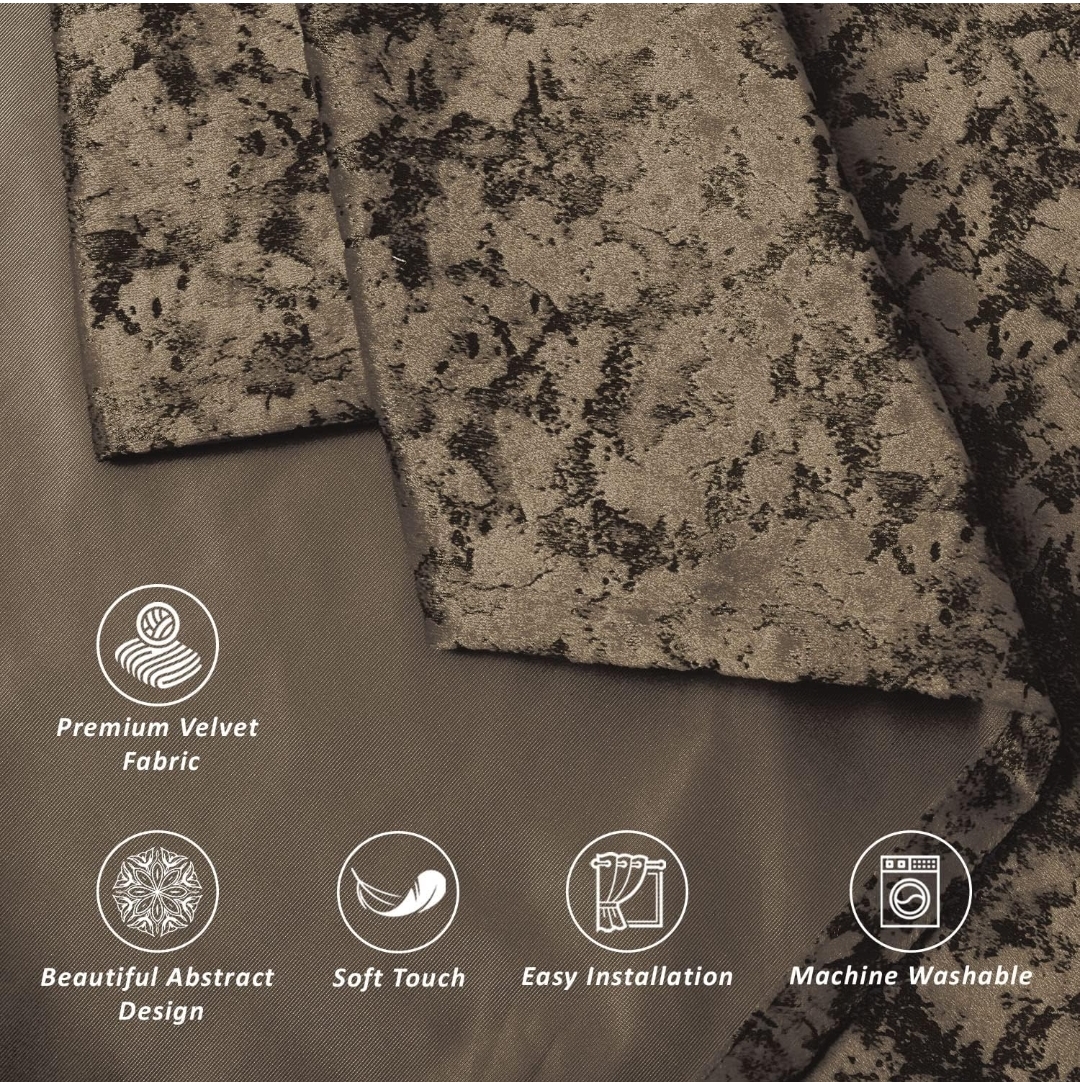 Premium Velvet
Fabric
Beautiful Abstract
Design
Soft Touch
Easy Installation
Machine Washable